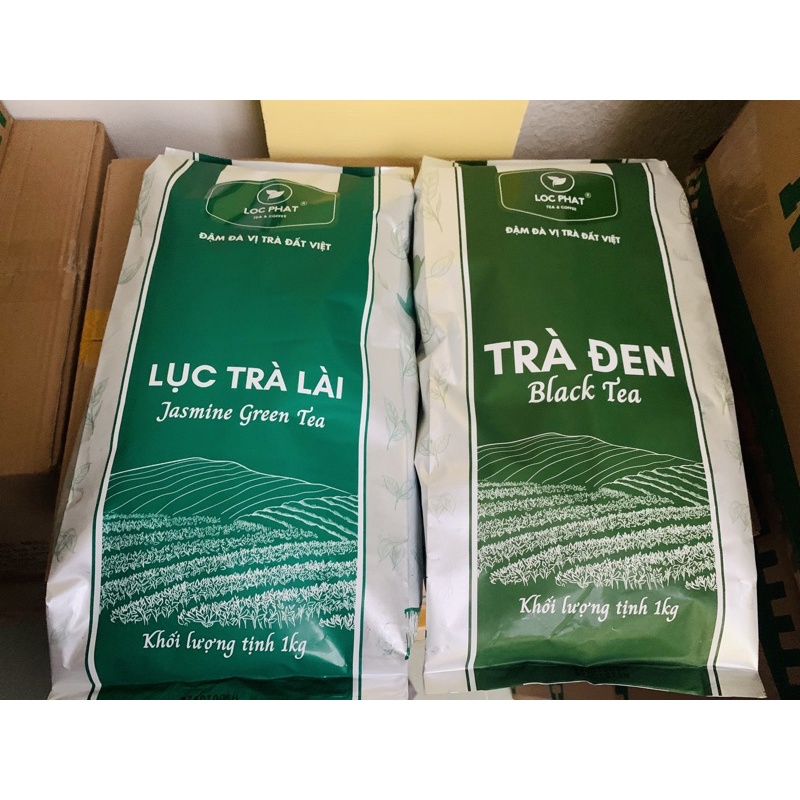 LOC PHAT ®
TEA & COFFEE
ĐẬM ĐÀ VỊ TRÀ ĐẤT VIỆT
LỤC TRÀ LÀI
Jasmine Green Tea
Khối lượng tịnh 1kg
LOC PHAT ®
TEA & COFFEE
ĐẬM ĐÀ VỊ TRÀ ĐẤT VIỆT
TRÀ ĐEN
Black Tea
Khối lượng tịnh 1kg